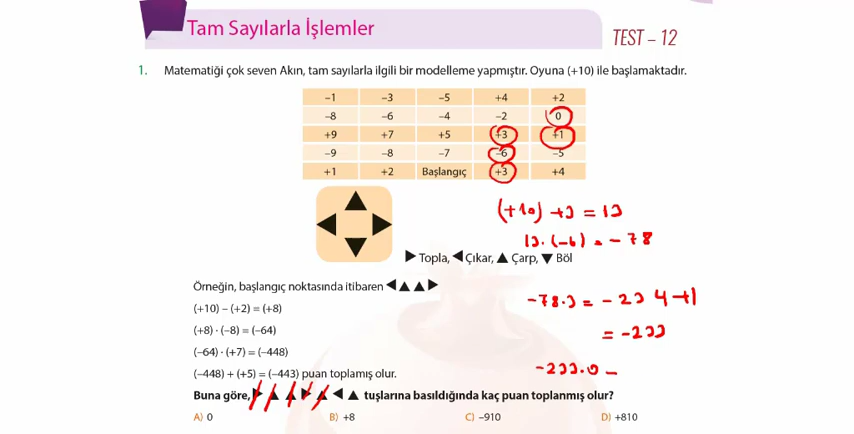 Tam Sayılarla İşlemler
TEST – 12
1. Matematiği çok seven Akın, tam sayılarla ilgili bir modelleme yapmıştır. Oyuna (+10) ile başlamaktadır.
–1 –3 –5 +4 +2
–8 –6 –4 –2 0
+9 +7 +5 +3 +1
–9 –8 –7 –6 –5
+1 +2 Başlangıç +3 +4
(+10) +3 = 13
13.(-6) = -78
▶ Topla, ◀ Çıkar, ▲ Çarp, ▼ Böl
Örneğin, başlangıç noktasında itibaren ◀ ▲ ▲ ▶
-78.3 = -234 +1
(+10) – (+2) = (+8)
(+8) · (–8) = (–64)
= -233
(–64) · (+7) = (–448)
(–448) + (+5) = (–443) puan toplamış olur.
-233.0 =
Buna göre, ▶ ▲ ▲ ▶ ▲ ◀ ▲ tuşlarına basıldığında kaç puan toplanmış olur?
A) 0 B) +8 C) –910 D) +810